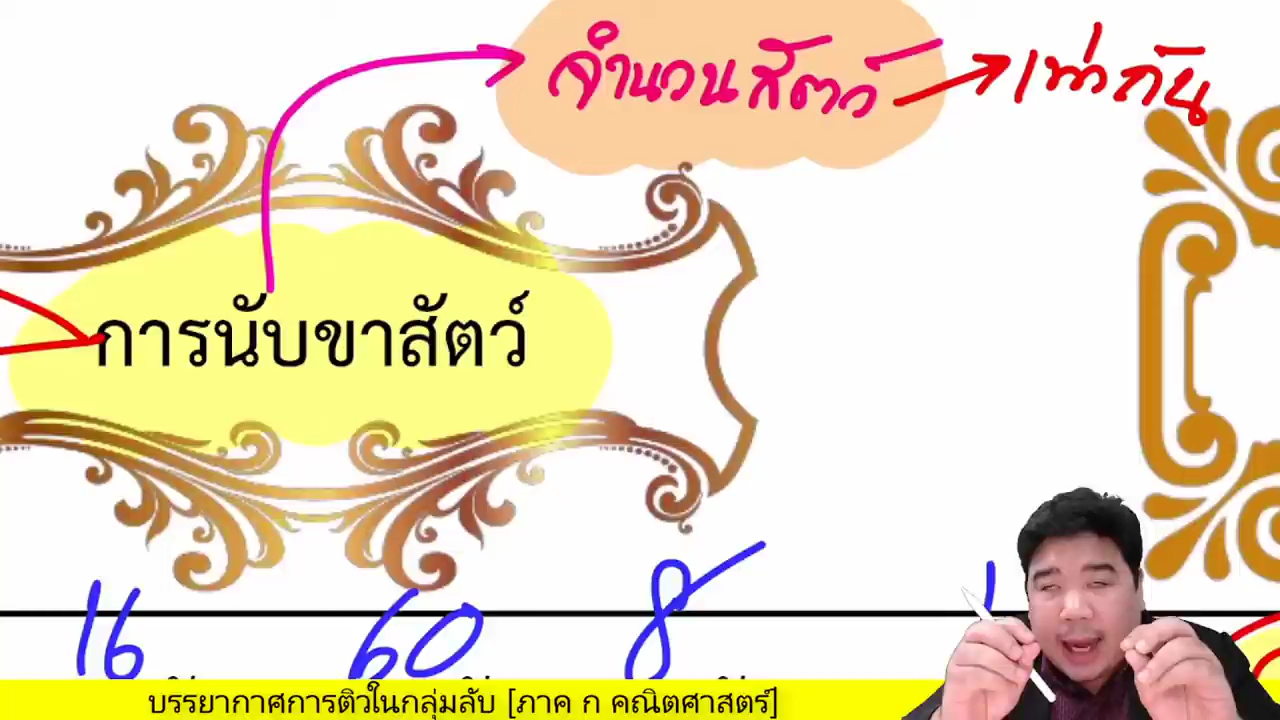 จำนวนสัตว์ เท่ากัน
การนับขาสัตว์
16 60 8
บรรยากาศการติวในกลุ่มลับ [ภาค ก คณิตศาสตร์]